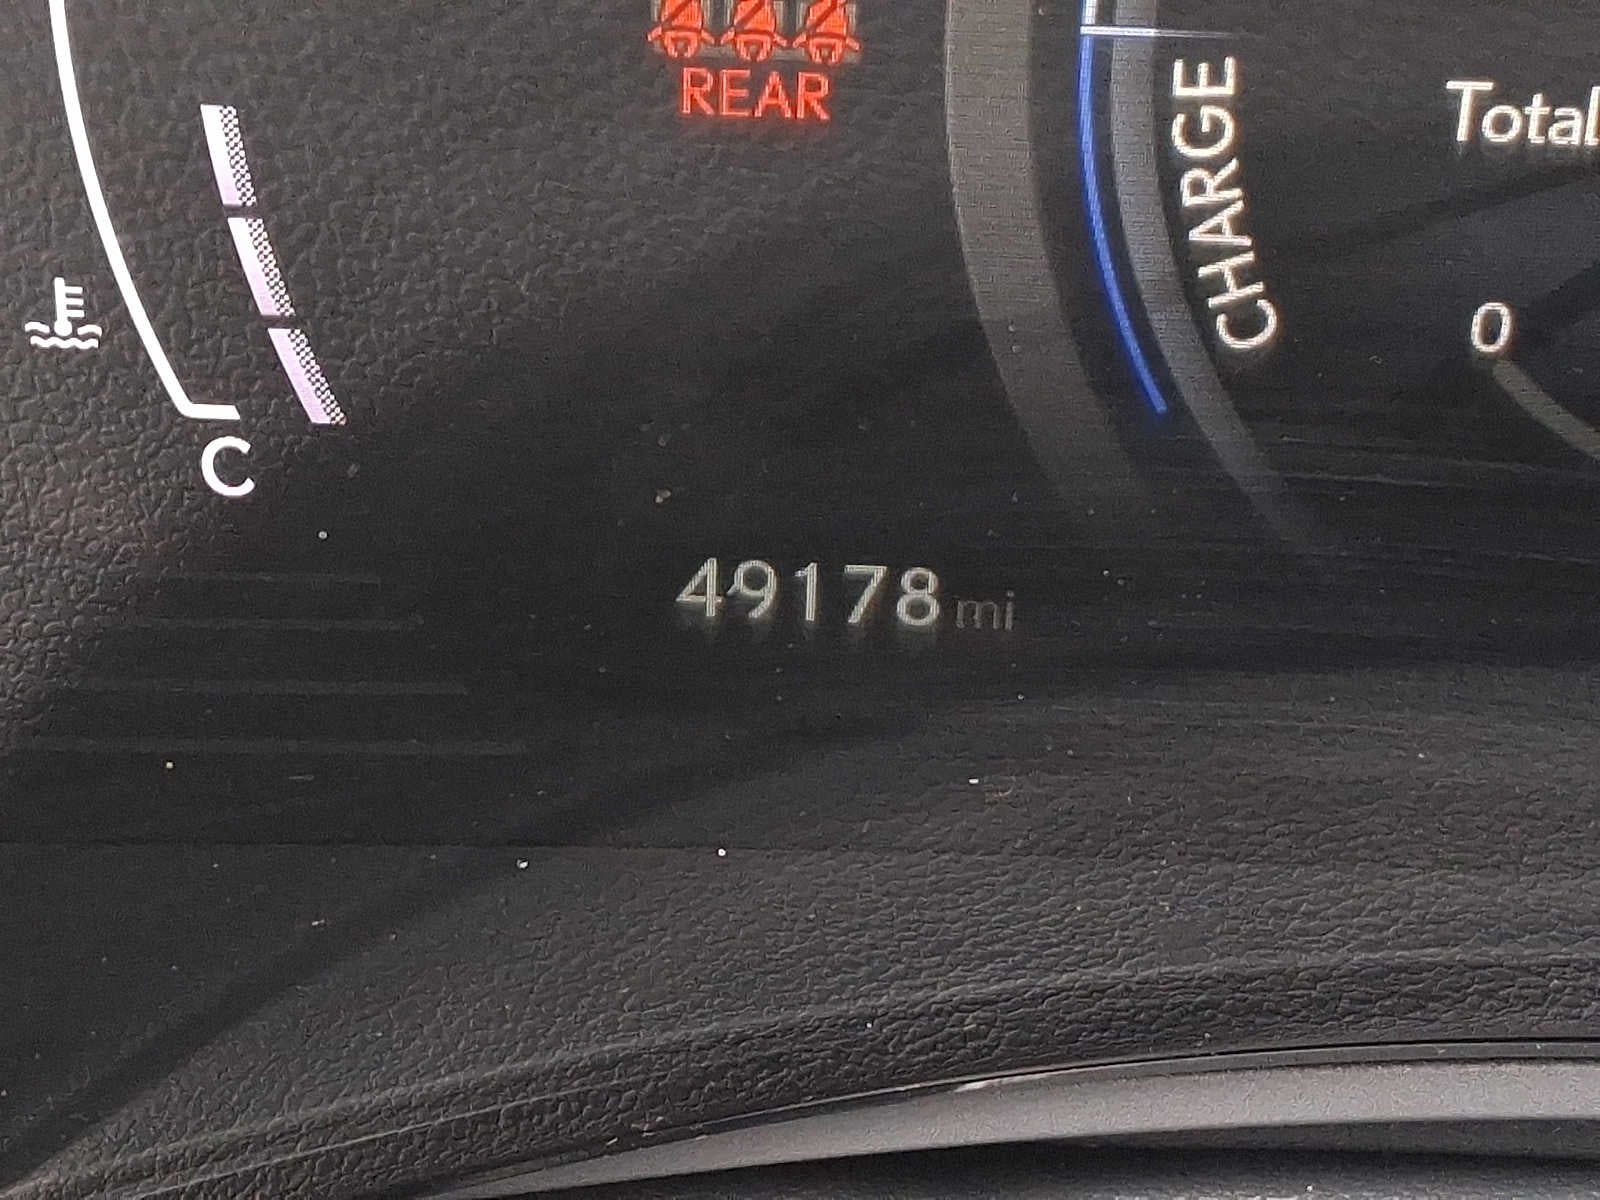 REAR
CHARGE
Total
0
C
49178 mi